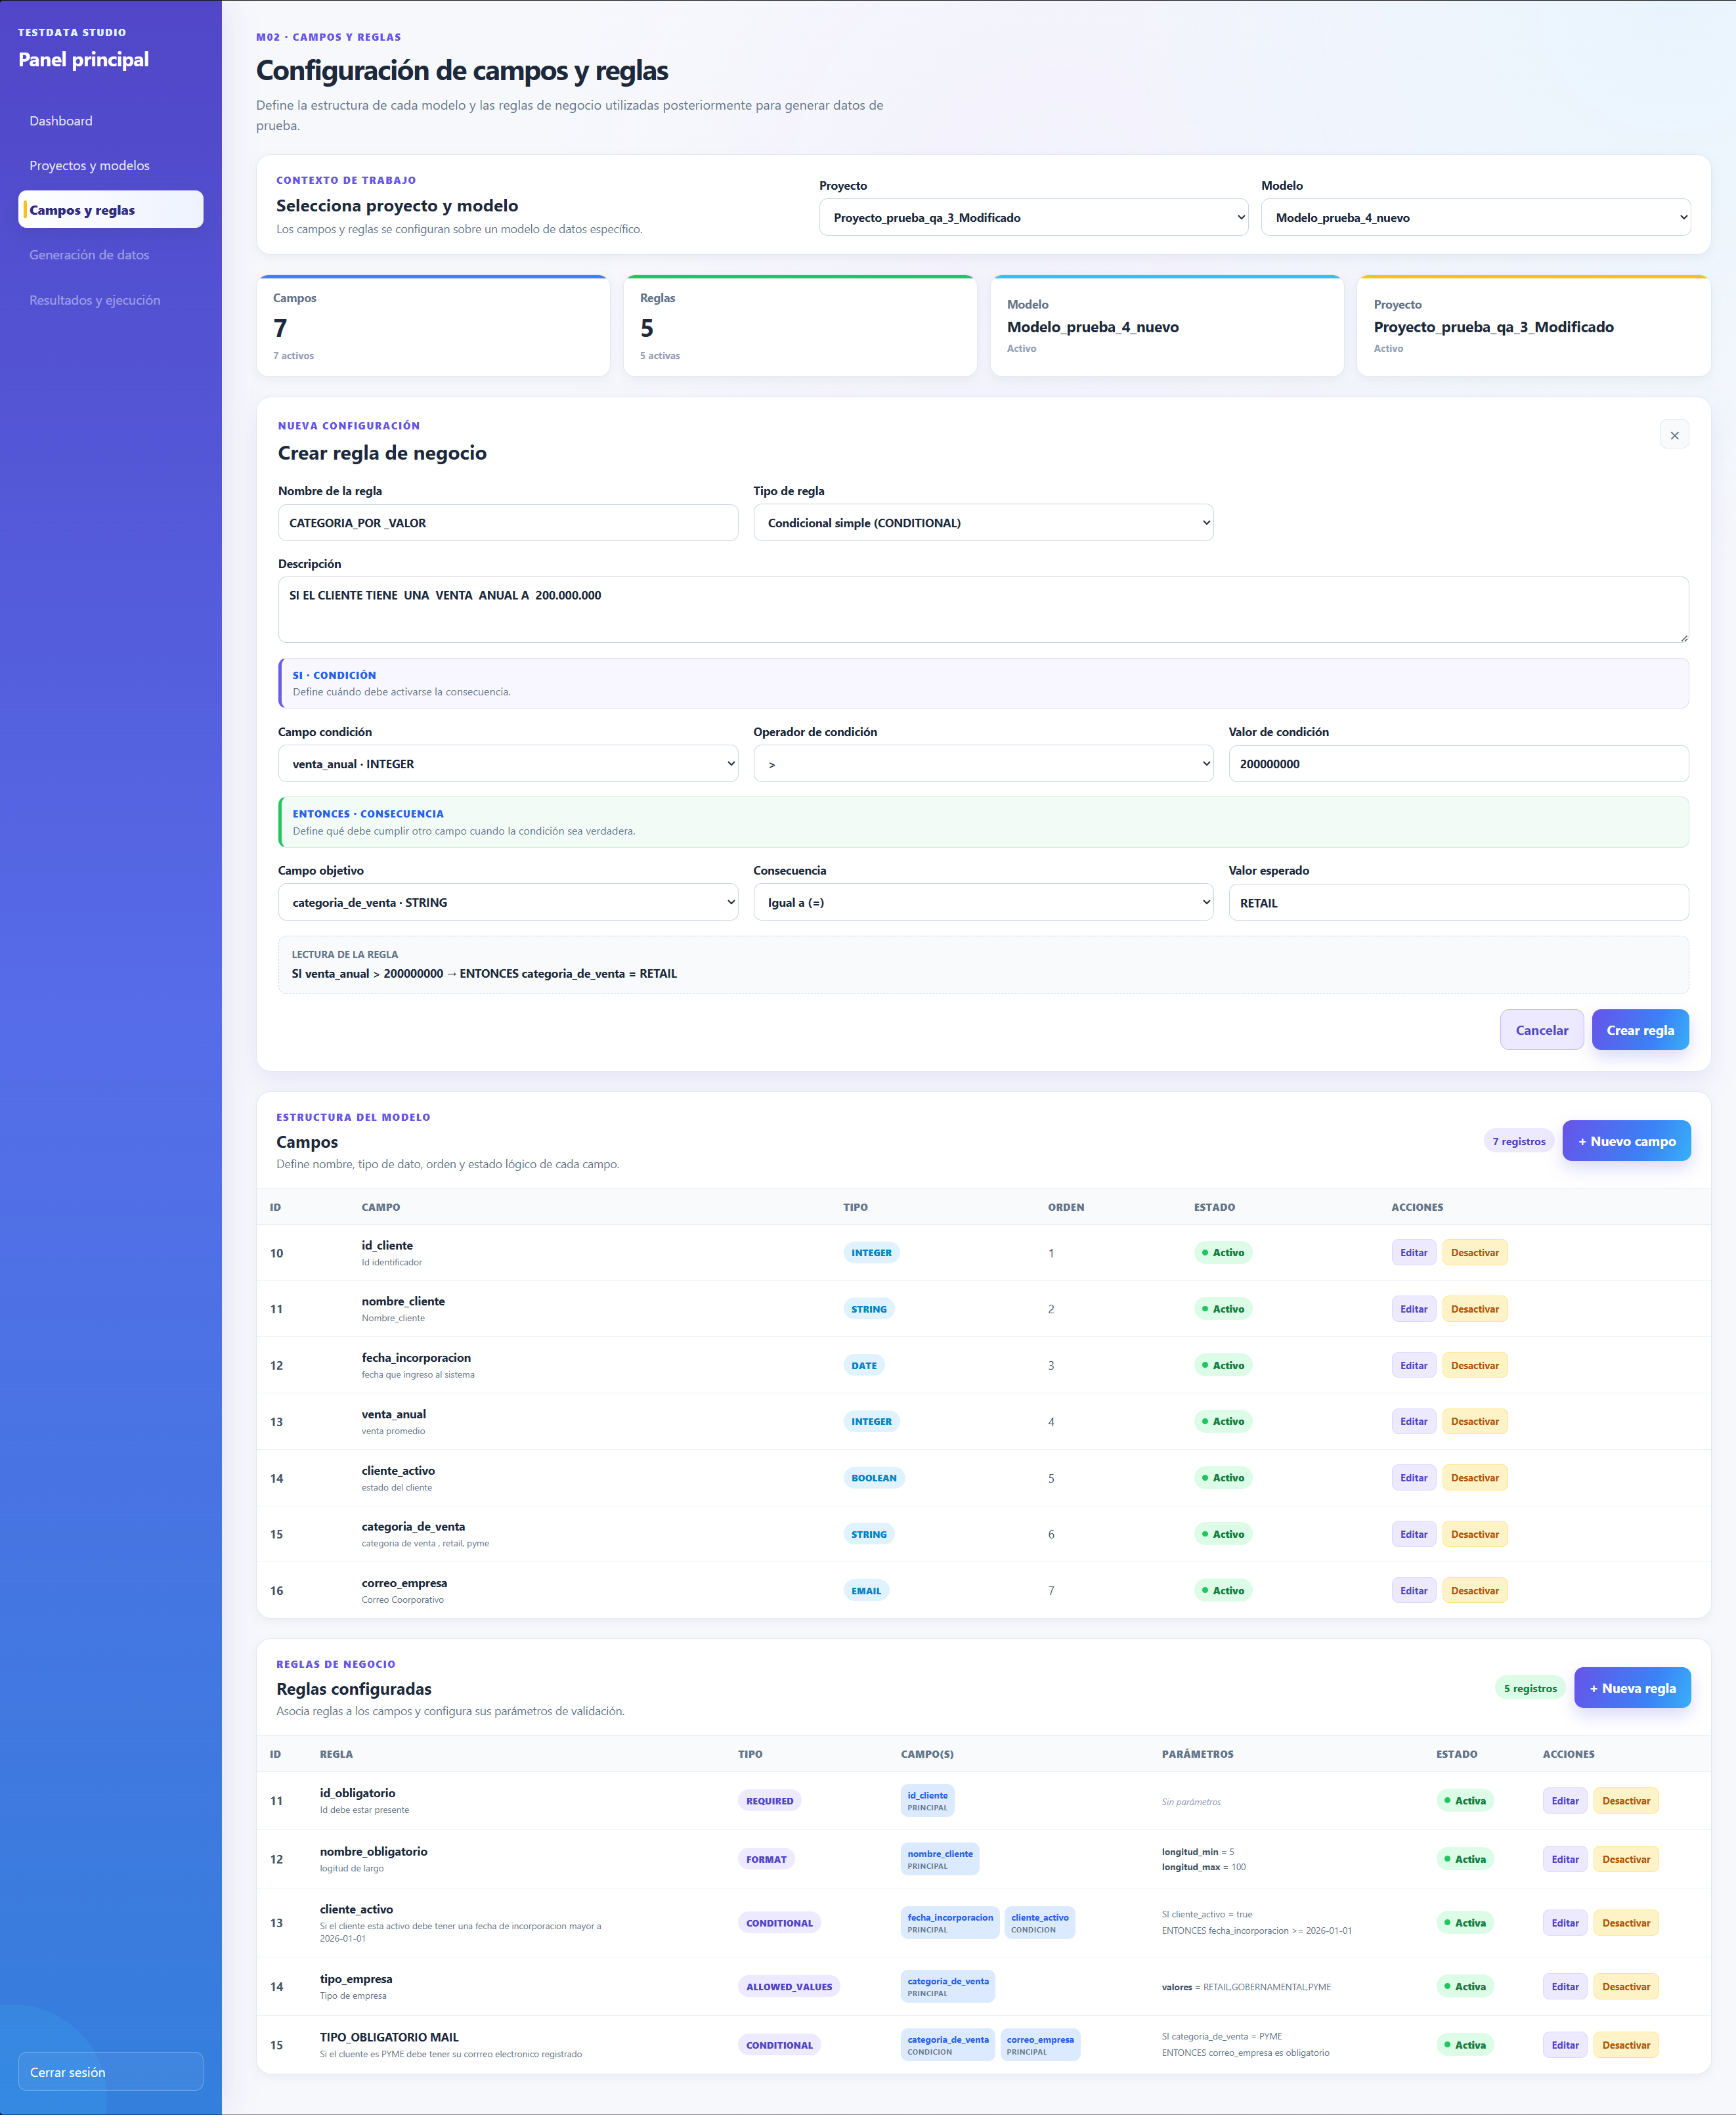 TESTDATA STUDIO
Panel principal
Dashboard
Proyectos y modelos
Campos y reglas
Generación de datos
Resultados y ejecución
Cerrar sesión
M02 · CAMPOS Y REGLAS
Configuración de campos y reglas
Define la estructura de cada modelo y las reglas de negocio utilizadas posteriormente para generar datos de
prueba.
CONTEXTO DE TRABAJO
Selecciona proyecto y modelo
Los campos y reglas se configuran sobre un modelo de datos específico.
Proyecto
Proyecto_prueba_qa_3_Modificado
Modelo
Modelo_prueba_4_nuevo
Campos
7
7 activos
Reglas
5
5 activas
Modelo
Modelo_prueba_4_nuevo
Activo
Proyecto
Proyecto_prueba_qa_3_Modificado
Activo
NUEVA CONFIGURACIÓN
Crear regla de negocio
×
Nombre de la regla
CATEGORIA_POR _VALOR
Tipo de regla
Condicional simple (CONDITIONAL)
Descripción
SI EL CLIENTE TIENE  UNA  VENTA  ANUAL A  200.000.000
SI · CONDICIÓN
Define cuándo debe activarse la consecuencia.
Campo condición
venta_anual · INTEGER
Operador de condición
>
Valor de condición
200000000
ENTONCES · CONSECUENCIA
Define qué debe cumplir otro campo cuando la condición sea verdadera.
Campo objetivo
categoria_de_venta · STRING
Consecuencia
Igual a (=)
Valor esperado
RETAIL
LECTURA DE LA REGLA
SI venta_anual > 200000000 → ENTONCES categoria_de_venta = RETAIL
Cancelar
Crear regla
ESTRUCTURA DEL MODELO
Campos
Define nombre, tipo de dato, orden y estado lógico de cada campo.
7 registros
+ Nuevo campo
ID CAMPO TIPO ORDEN ESTADO ACCIONES
10 id_cliente INTEGER 1 Activo Editar Desactivar
Id identificador
11 nombre_cliente STRING 2 Activo Editar Desactivar
Nombre_cliente
12 fecha_incorporacion DATE 3 Activo Editar Desactivar
fecha que ingreso al sistema
13 venta_anual INTEGER 4 Activo Editar Desactivar
venta promedio
14 cliente_activo BOOLEAN 5 Activo Editar Desactivar
estado del cliente
15 categoria_de_venta STRING 6 Activo Editar Desactivar
categoria de venta , retail, pyme
16 correo_empresa EMAIL 7 Activo Editar Desactivar
Correo Coorporativo
REGLAS DE NEGOCIO
Reglas configuradas
Asocia reglas a los campos y configura sus parámetros de validación.
5 registros
+ Nueva regla
ID REGLA TIPO CAMPO(S) PARÁMETROS ESTADO ACCIONES
11 id_obligatorio REQUIRED id_cliente Sin parámetros Activa Editar Desactivar
Id debe estar presente PRINCIPAL
12 nombre_obligatorio FORMAT nombre_cliente longitud_min = 5 Activa Editar Desactivar
logitud de largo PRINCIPAL longitud_max = 100
13 cliente_activo CONDITIONAL fecha_incorporacion cliente_activo SI cliente_activo = true Activa Editar Desactivar
Si el cliente esta activo debe tener una fecha de incorporacion mayor a PRINCIPAL CONDICION ENTONCES fecha_incorporacion >= 2026-01-01
2026-01-01
14 tipo_empresa ALLOWED_VALUES categoria_de_venta valores = RETAIL,GOBERNAMENTAL,PYME Activa Editar Desactivar
Tipo de empresa PRINCIPAL
15 TIPO_OBLIGATORIO MAIL CONDITIONAL categoria_de_venta correo_empresa SI categoria_de_venta = PYME Activa Editar Desactivar
Si el cluente es PYME debe tener su corrreo electronico registrado CONDICION PRINCIPAL ENTONCES correo_empresa es obligatorio